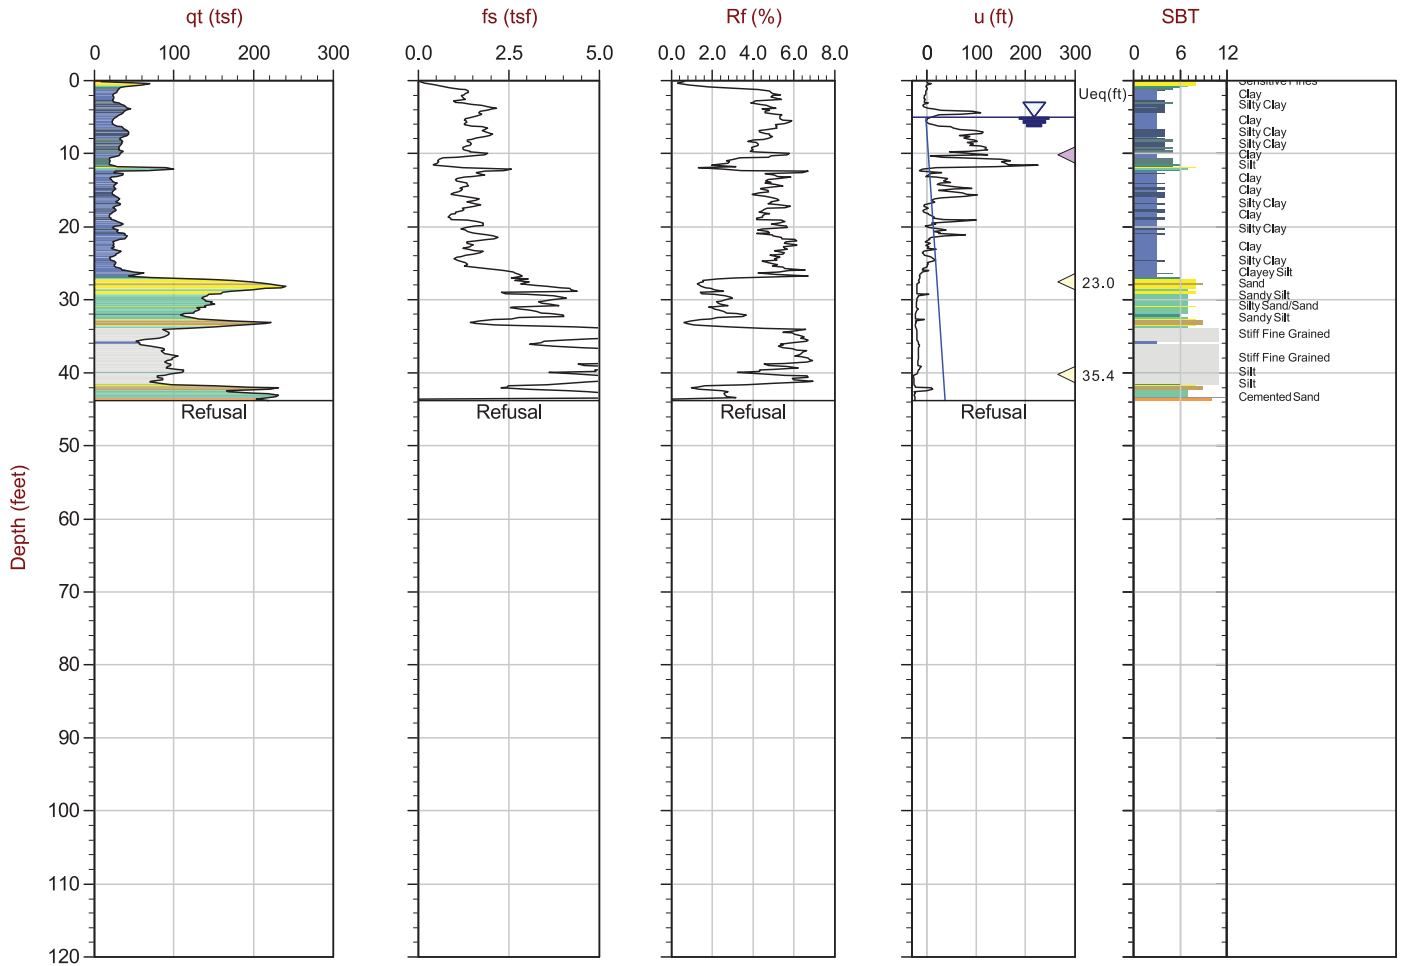 qt (tsf) fs (tsf) Rf (%) u (ft) SBT
0 100 200 300 0.0 2.5 5.0 0.0 2.0 4.0 6.0 8.0 0 100 200 300 0 6 12
0
Sensitive Fines
Ueq(ft)
Clay
Silty Clay
Clay
Silty Clay
Silty Clay
10
Clay
Silt
Clay
Clay
Silty Clay
Clay
20
Silty Clay
Clay
Silty Clay
Clayey Silt
23.0
Sand
Sandy Silt
30
Silty Sand/Sand
Sandy Silt
Stiff Fine Grained
Stiff Fine Grained
40
35.4
Silt
Silt
Cemented Sand
Refusal Refusal Refusal Refusal
50
Depth (feet)
60
70
80
90
100
110
120